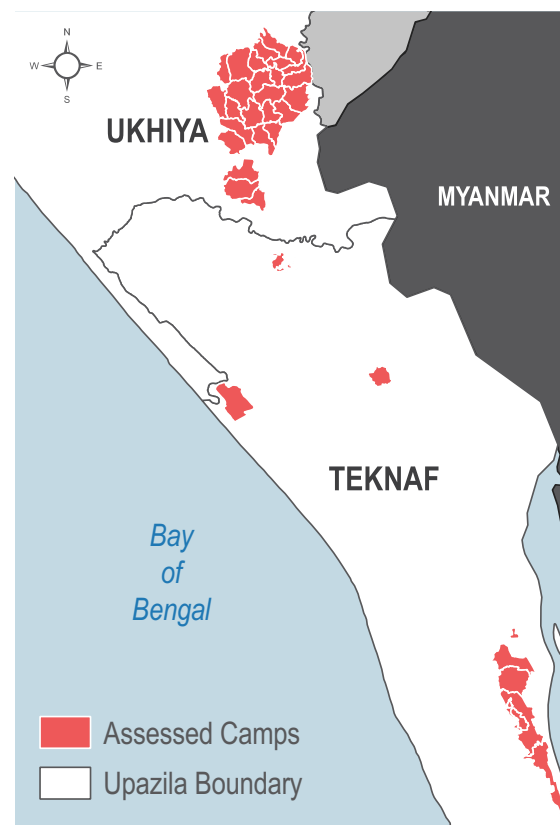 N
W E
S
UKHIYA
MYANMAR
TEKNAF
Bay
of
Bengal
Assessed Camps
Upazila Boundary